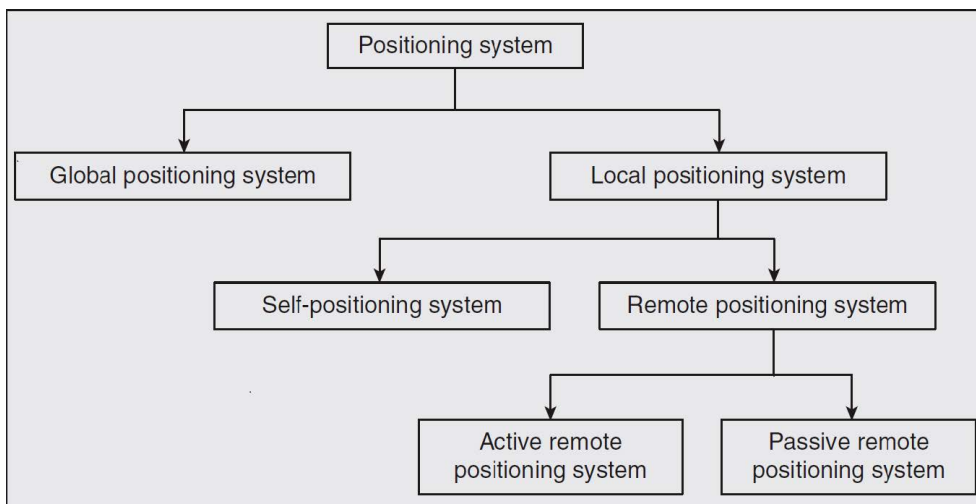 Positioning system
Global positioning system
Local positioning system
Self-positioning system
Remote positioning system
Active remote
positioning system
Passive remote
positioning system